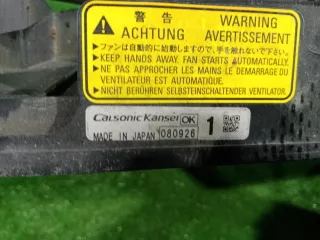 警告 WARNING
ACHTUNG AVERTISSEMENT
▶ファンは自動的に始動しますので、手を触れないで下さい。
▶KEEP HANDS AWAY. FAN STARTS AUTOMATICALLY.
▶NE PAS APPROCHER LES MAINS LE DEMARRAGE DU
VENTILATEUR EST AUTOMATIQUE.
▶NICHT BERÜHREN SELBSTEINSCHALTENDER VENTILATOR.
Calsonic Kansei OK 1
MADE IN JAPAN 080926